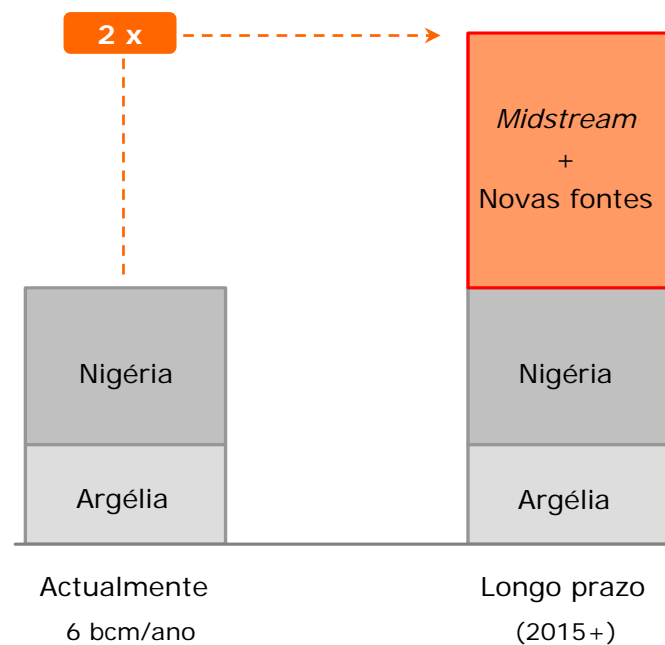 2 x
Midstream
+
Novas fontes
Nigéria
Nigéria
Argélia
Argélia
Actualmente
Longo prazo
6 bcm/ano
(2015+)